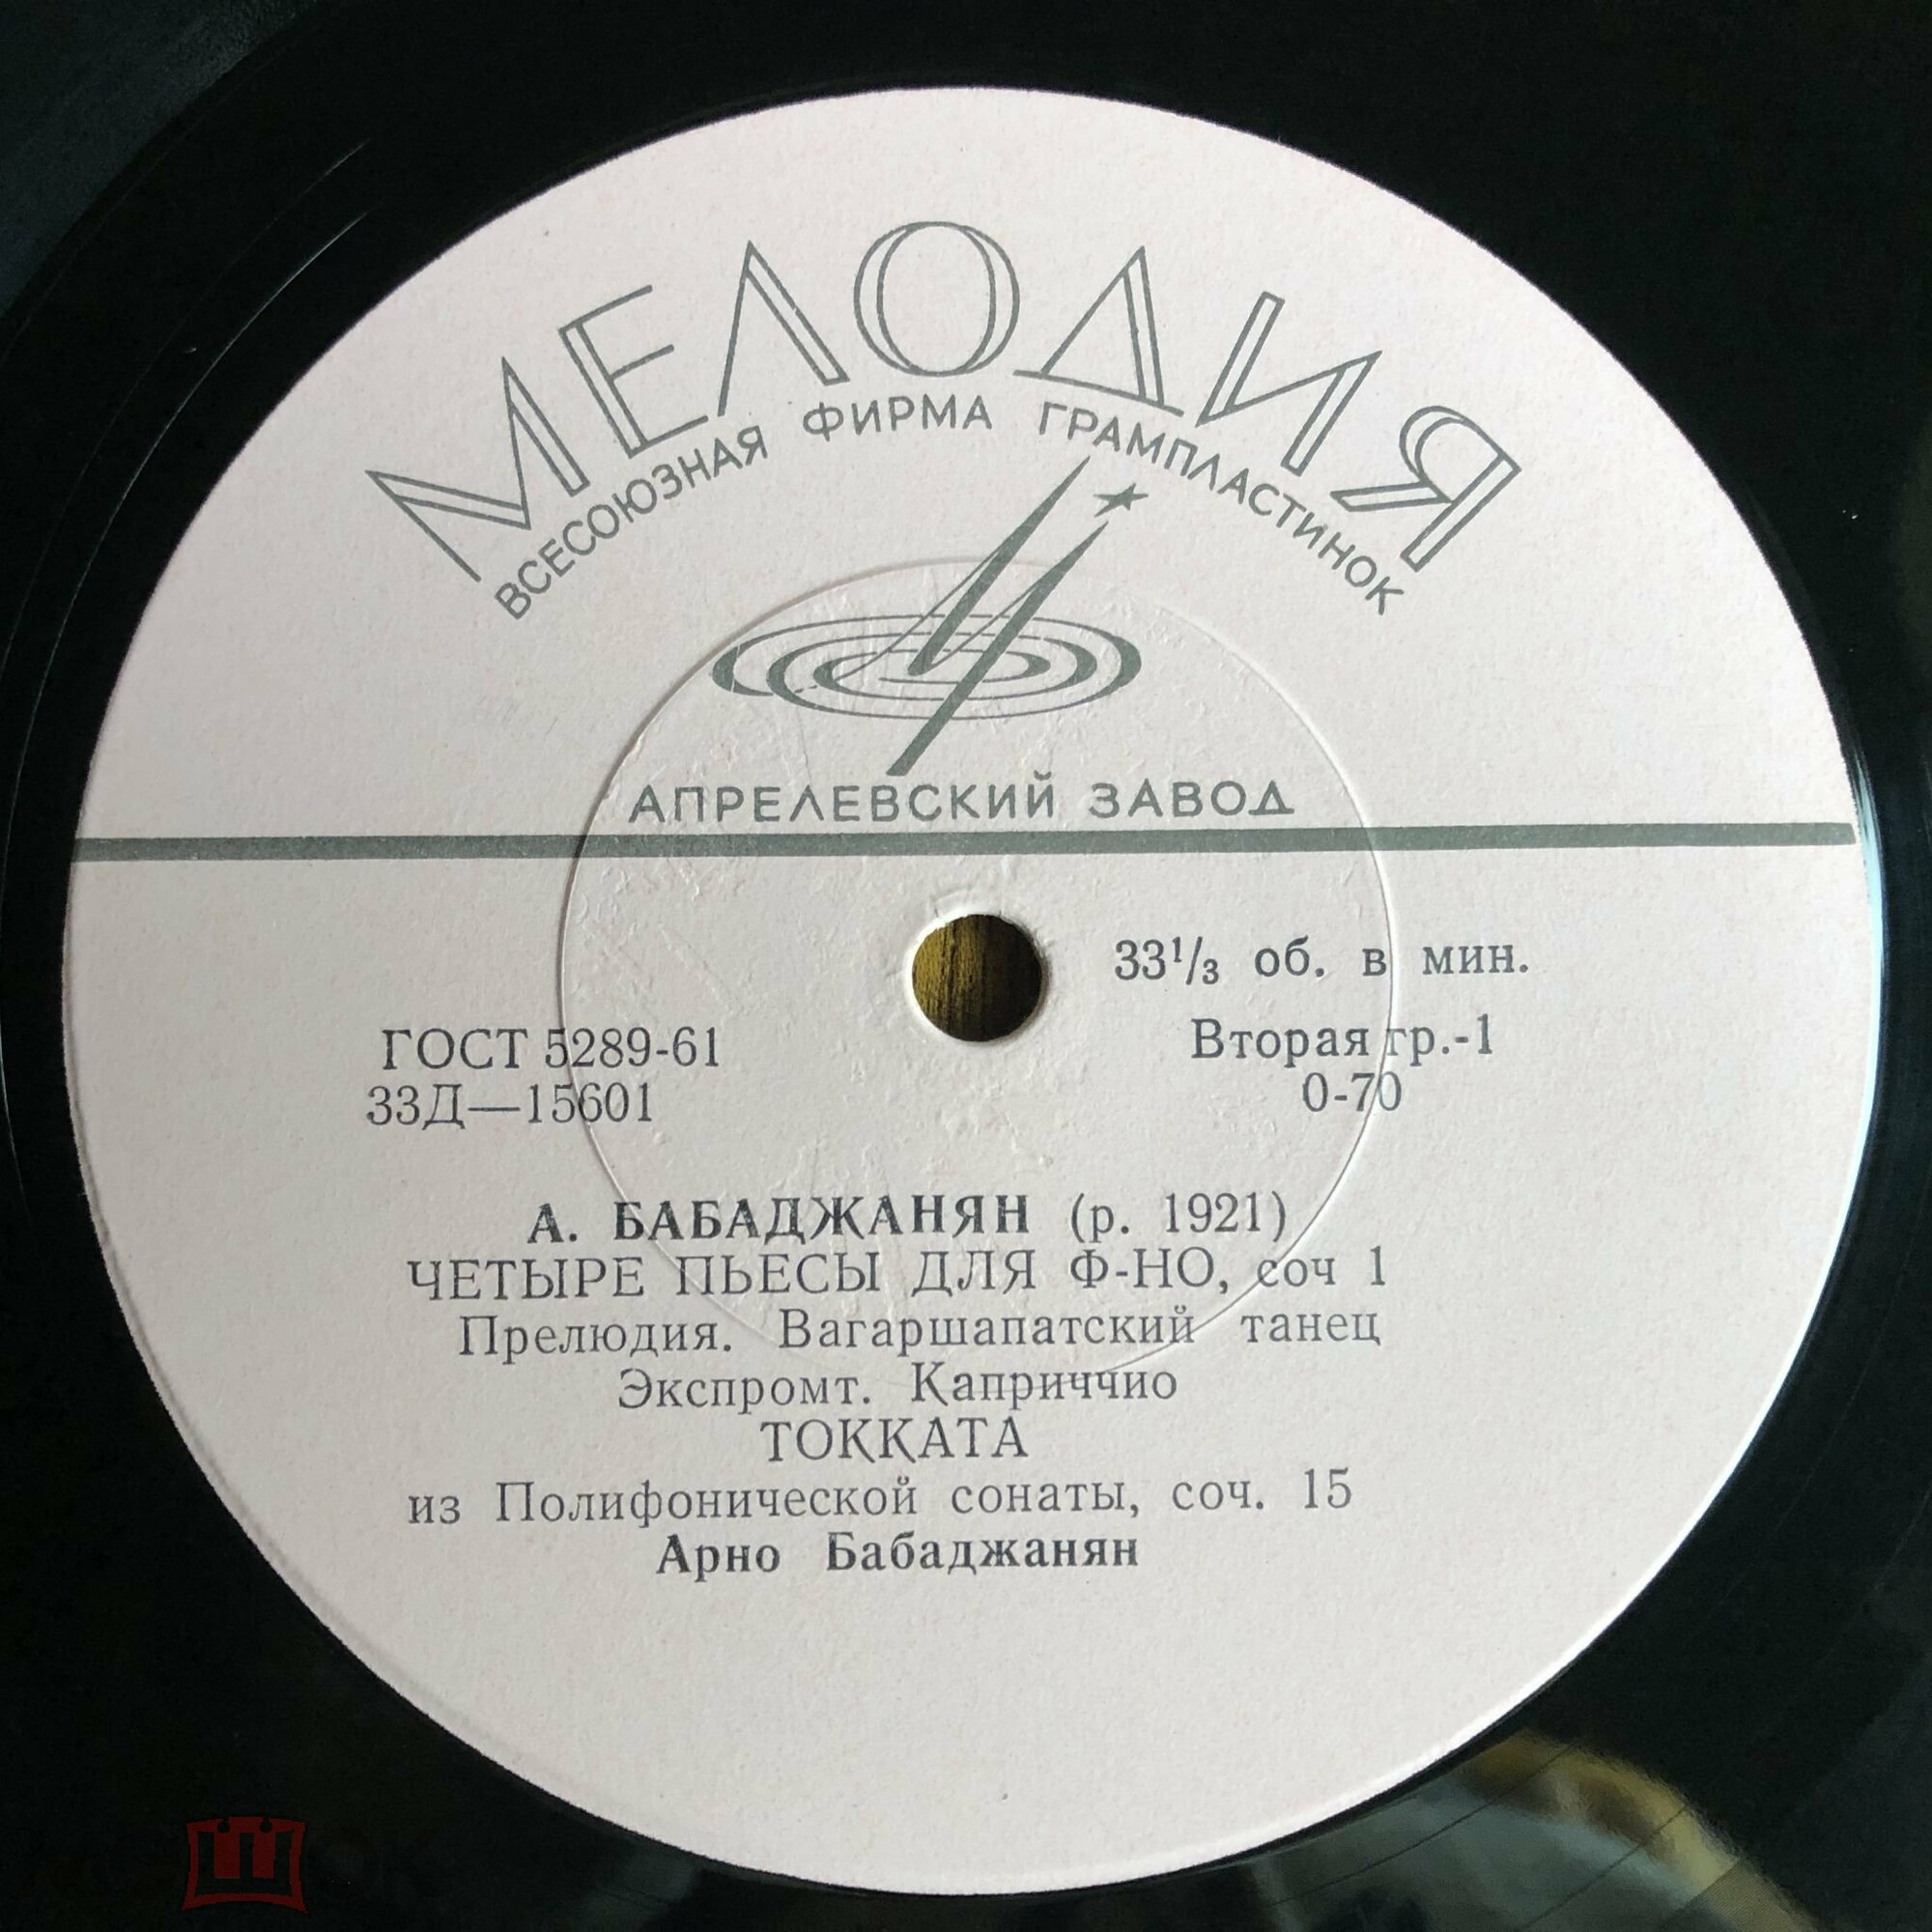 МЕЛОДИЯ
ВСЕСОЮЗНАЯ ФИРМА ГРАМПЛАСТИНОК
АПРЕЛЕВСКИЙ ЗАВОД
33¹/₃ об. в мин.
ГОСТ 5289-61
Вторая гр.-1
33Д—15601
0-70
А. БАБАДЖАНЯН (р. 1921)
ЧЕТЫРЕ ПЬЕСЫ ДЛЯ Ф-НО, соч 1
Прелюдия. Вагаршапатский танец
Экспромт. Каприччио
ТОККАТА
из Полифонической сонаты, соч. 15
Арно Бабаджанян